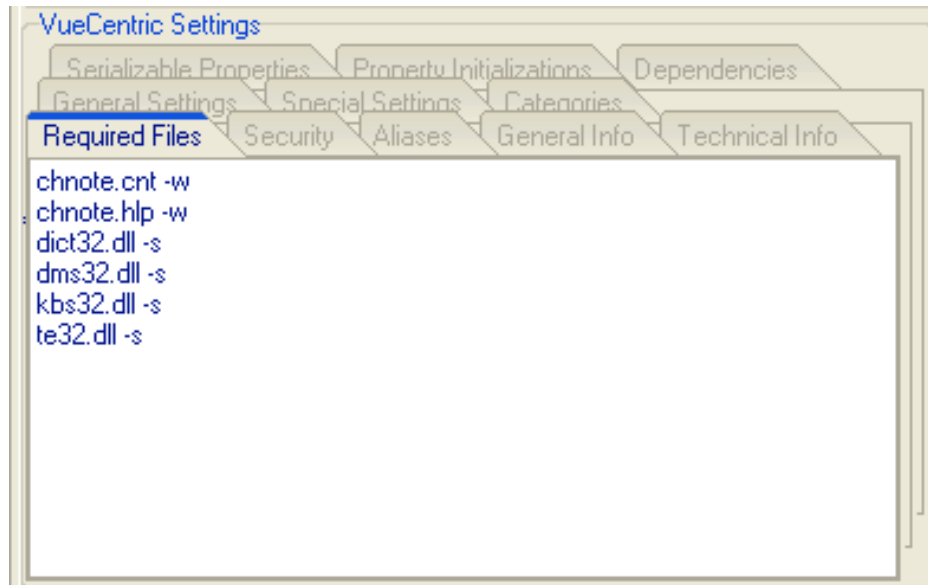 VueCentric Settings
Serializable Properties Property Initializations Dependencies
General Settings Special Settings Categories
Required Files Security Aliases General Info Technical Info
chnote.cnt -w
chnote.hlp -w
dict32.dll -s
dms32.dll -s
kbs32.dll -s
te32.dll -s